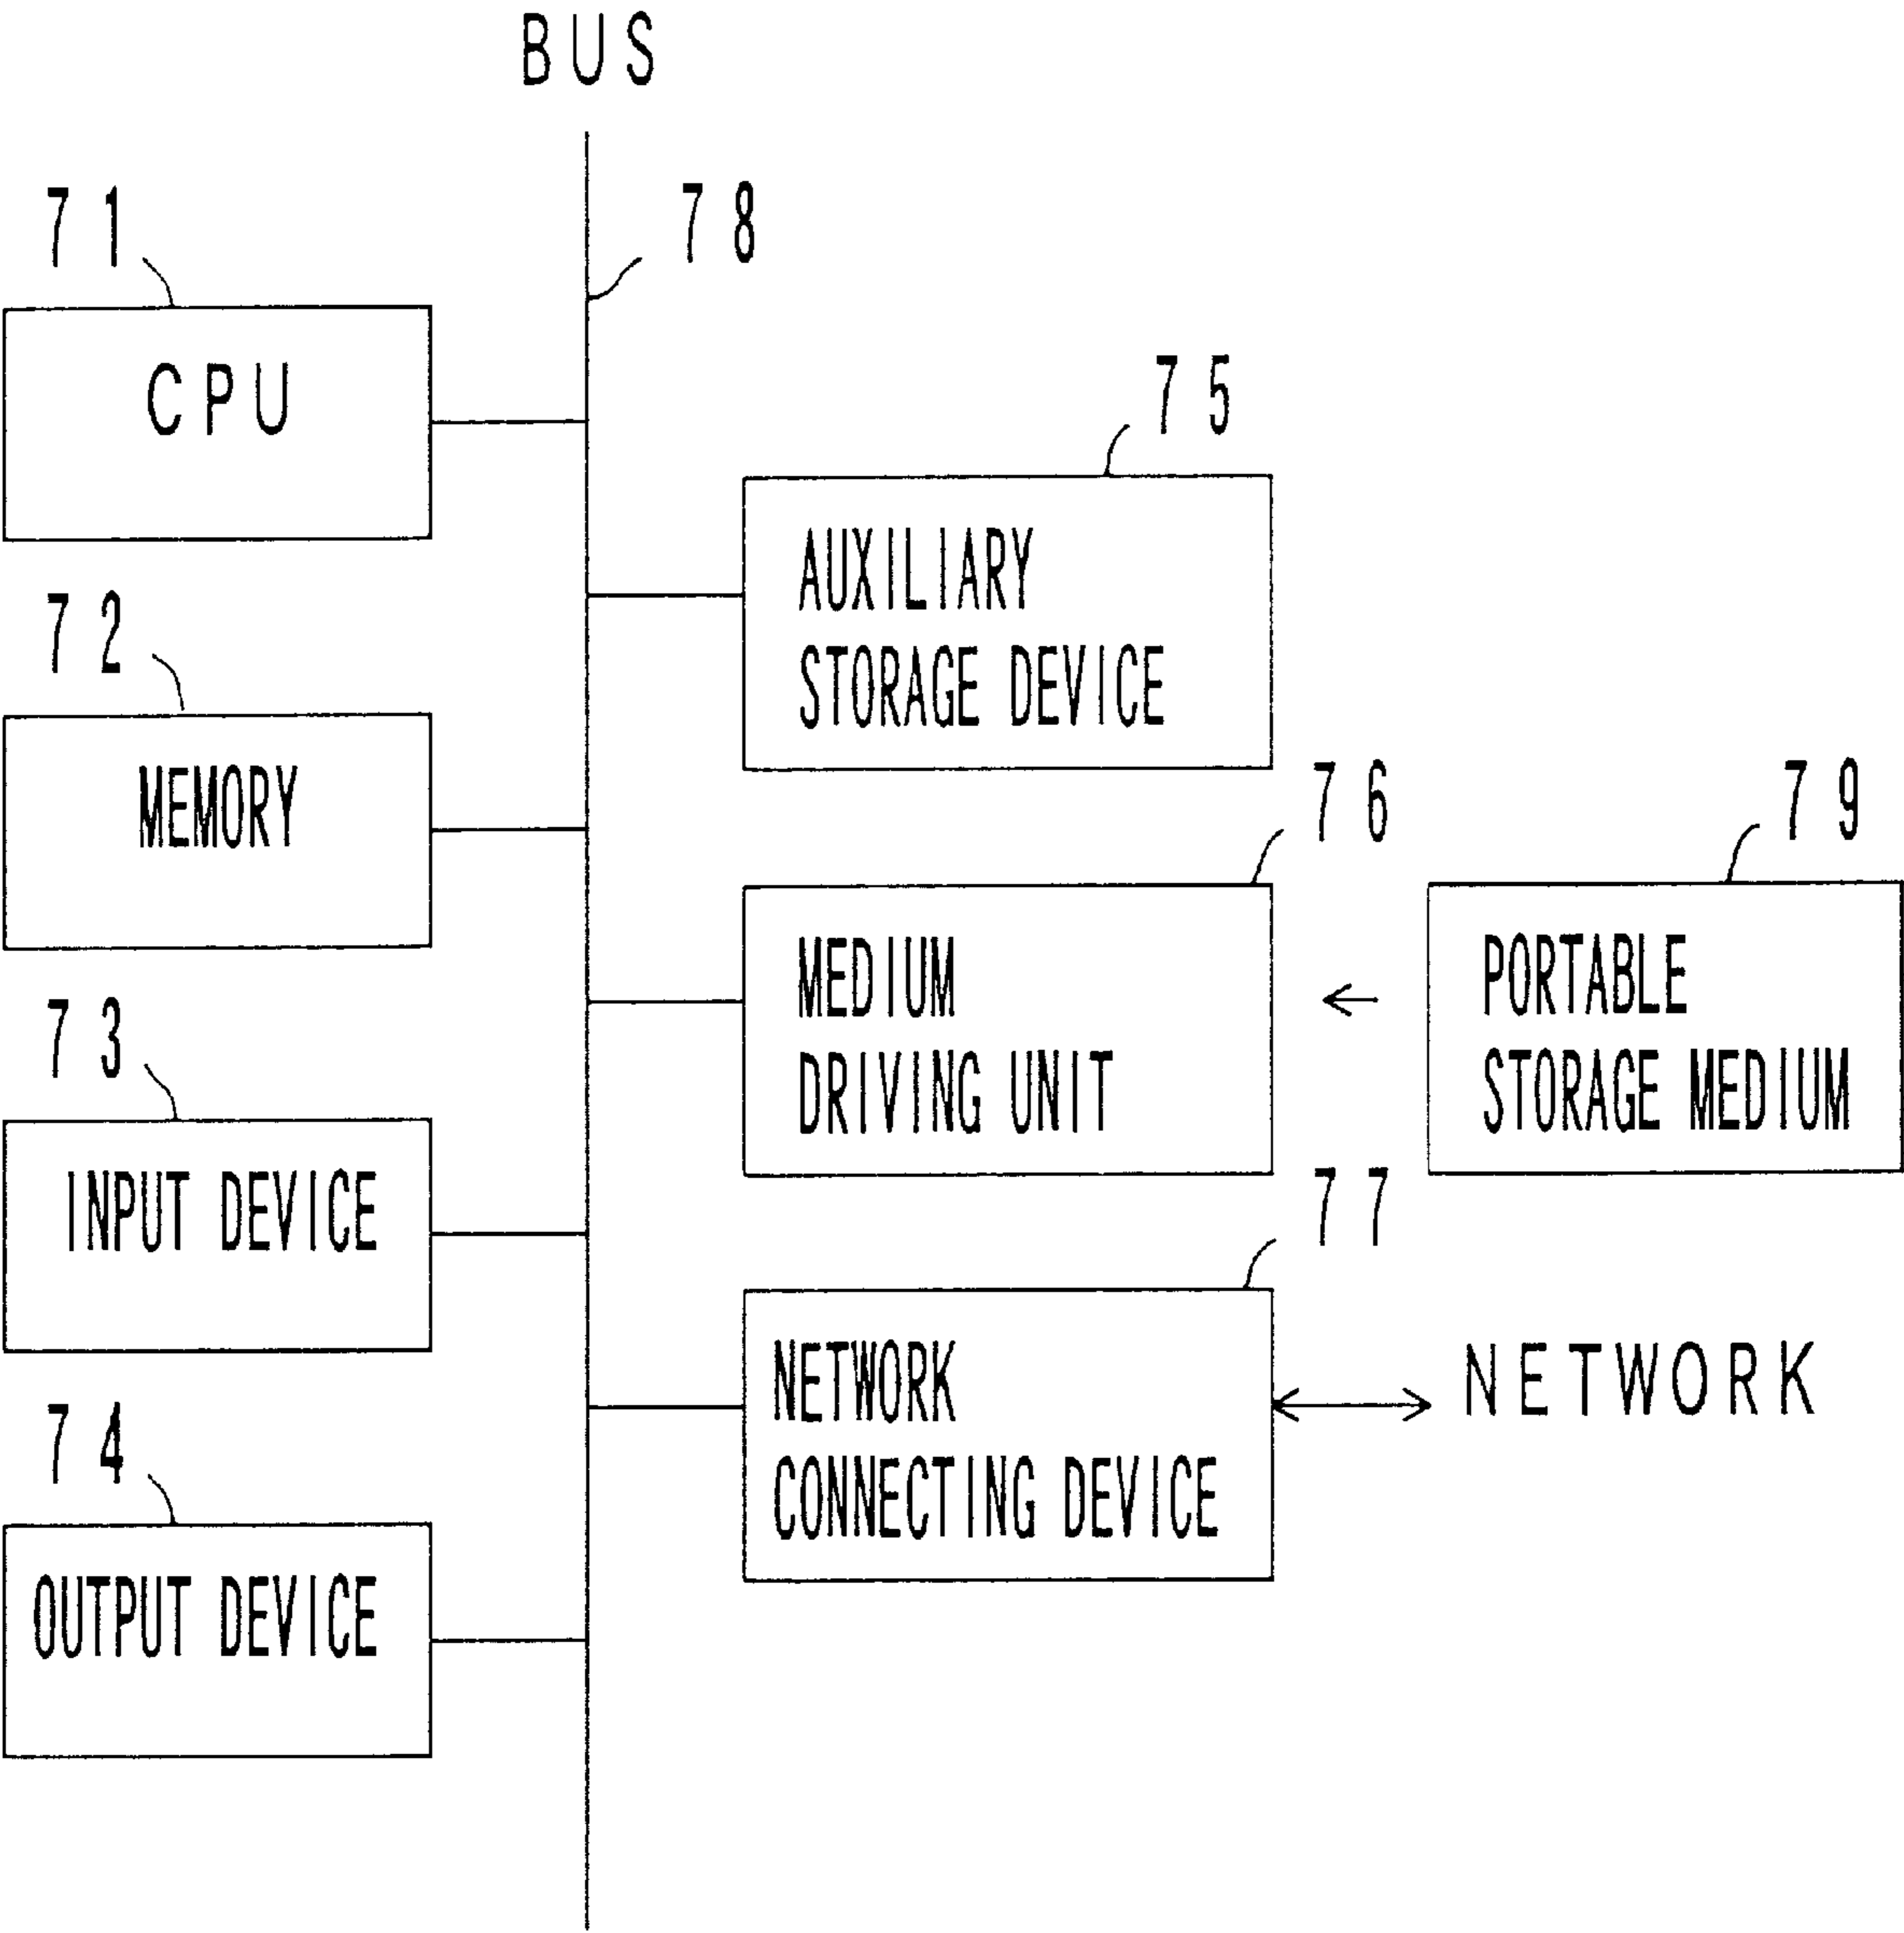 BUS
78
71
CPU
75
AUXILIARY
STORAGE DEVICE
72
MEMORY
76
MEDIUM
DRIVING UNIT
79
PORTABLE
STORAGE MEDIUM
73
INPUT DEVICE
77
NETWORK
CONNECTING DEVICE
NETWORK
74
OUTPUT DEVICE